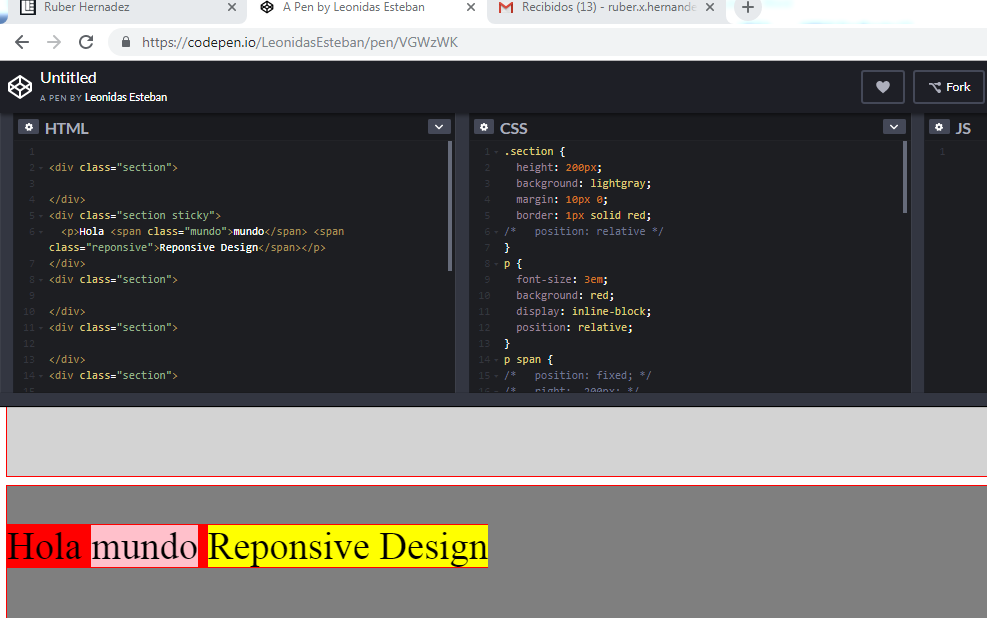 Ruber Hernadez
A Pen by Leonidas Esteban
Recibidos (13) - ruber.x.hernande
https://codepen.io/LeonidasEsteban/pen/VGWzWK
Untitled
A PEN BY Leonidas Esteban
Fork
HTML
1
2 <div class="section">
3
4 </div>
5 <div class="section sticky">
6 <p>Hola <span class="mundo">mundo</span> <span
class="reponsive">Reponsive Design</span></p>
7 </div>
8 <div class="section">
9
10 </div>
11 <div class="section">
12
13 </div>
14 <div class="section">
15
CSS
1 .section {
2 height: 200px;
3 background: lightgray;
4 margin: 10px 0;
5 border: 1px solid red;
6 /* position: relative */
7 }
8 p {
9 font-size: 3em;
10 background: red;
11 display: inline-block;
12 position: relative;
13 }
14 p span {
15 /* position: fixed; */
16 /* right: 200px; */
JS
1
Hola mundo Reponsive Design